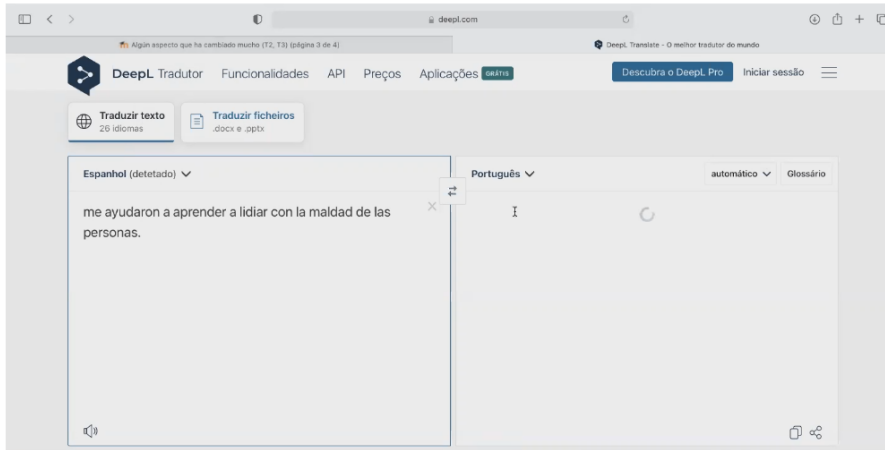 deepl.com
Algún aspecto que ha cambiado mucho (T2, T3) (página 3 de 4)
DeepL Translate - O melhor tradutor do mundo
DeepL Tradutor Funcionalidades API Preços Aplicações GRÁTIS Descubra o DeepL Pro Iniciar sessão
Traduzir texto
26 idiomas
Traduzir ficheiros
.docx e .pptx
Espanhol (detetado)
Português
automático
Glossário
me ayudaron a aprender a lidiar con la maldad de las
personas.